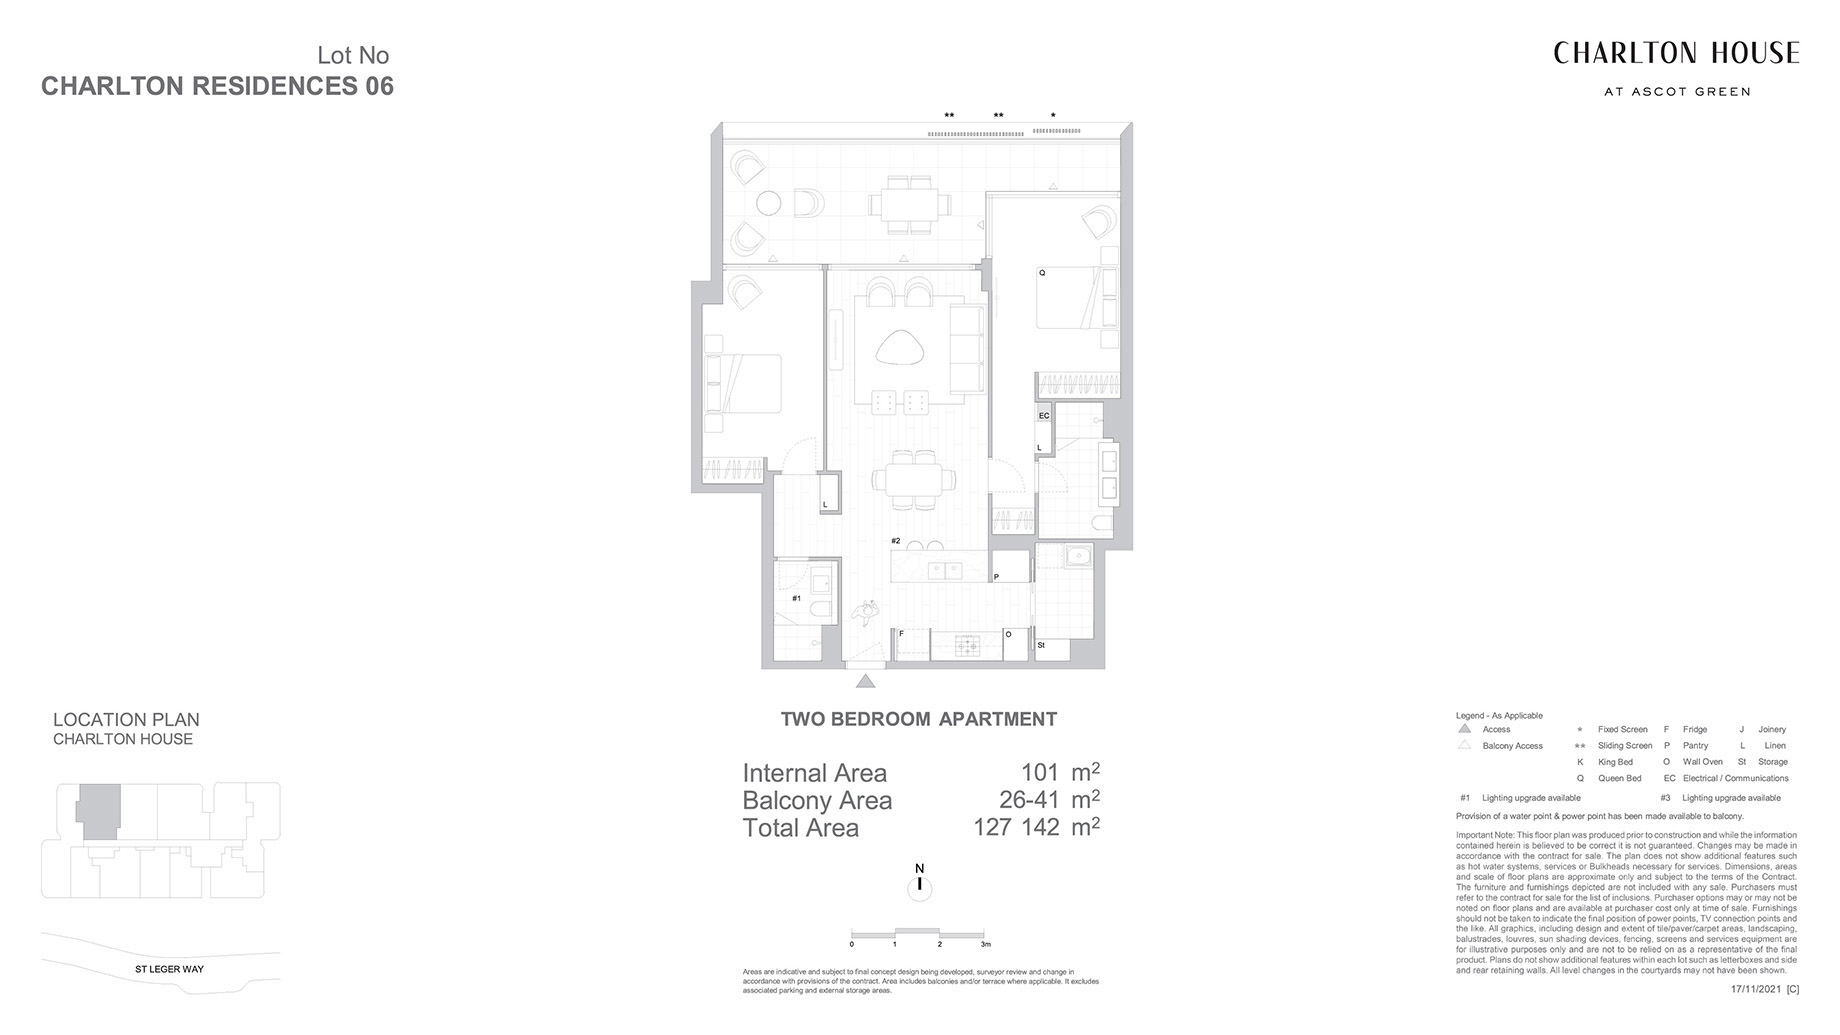 Lot No
CHARLTON RESIDENCES 06
CHARLTON HOUSE
AT ASCOT GREEN
** ** *
Q
EC
L
L
#2
P
#1
F
O
St
TWO BEDROOM APARTMENT
Internal Area 101 m²
Balcony Area 26-41 m²
Total Area 127 142 m²
N
0 1 2 3m
Areas are indicative and subject to final concept design being developed, surveyor review and change in
accordance with provisions of the contract. Area includes balconies and/or terrace where applicable. It excludes
associated parking and external storage areas.
LOCATION PLAN
CHARLTON HOUSE
ST LEGER WAY
Legend - As Applicable
Access * Fixed Screen F Fridge J Joinery
Balcony Access ** Sliding Screen P Pantry L Linen
K King Bed O Wall Oven St Storage
Q Queen Bed EC Electrical / Communications
#1 Lighting upgrade available #3 Lighting upgrade available
Provision of a water point & power point has been made available to balcony.
Important Note: This floor plan was produced prior to construction and while the information
contained herein is believed to be correct it is not guaranteed. Changes may be made in
accordance with the contract for sale. The plan does not show additional features such
as hot water systems, services or Bulkheads necessary for services. Dimensions, areas
and scale of floor plans are approximate only and subject to the terms of the Contract.
The furniture and furnishings depicted are not included with any sale. Purchasers must
refer to the contract for sale for the list of inclusions. Purchaser options may or may not be
noted on floor plans and are available at purchaser cost only at time of sale. Furnishings
should not be taken to indicate the final position of power points, TV connection points and
the like. All graphics, including design and extent of tile/paver/carpet areas, landscaping,
balustrades, louvres, sun shading devices, fencing, screens and services equipment are
for illustrative purposes only and are not to be relied on as a representative of the final
product. Plans do not show additional features within each lot such as letterboxes and side
and rear retaining walls. All level changes in the courtyards may not have been shown.
17/11/2021 [C]